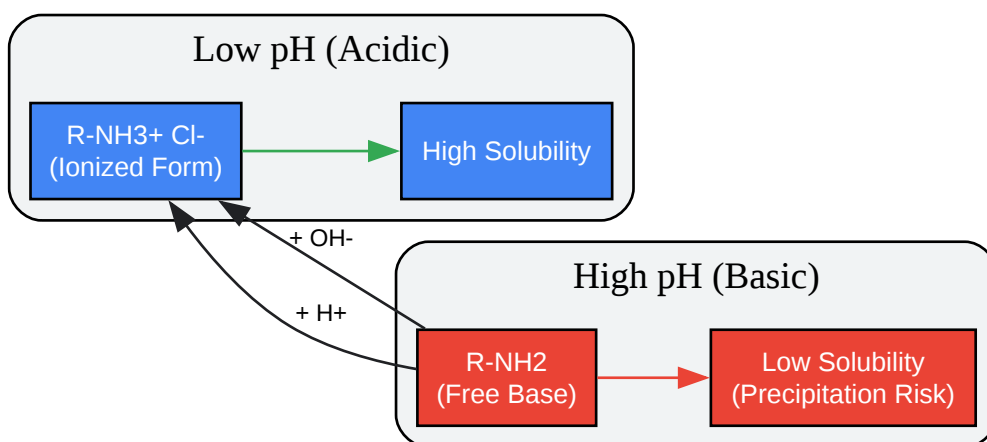 Low pH (Acidic)
R-NH3+ Cl-
(Ionized Form)
High Solubility
+ OH-
+ H+
High pH (Basic)
R-NH2
(Free Base)
Low Solubility
(Precipitation Risk)